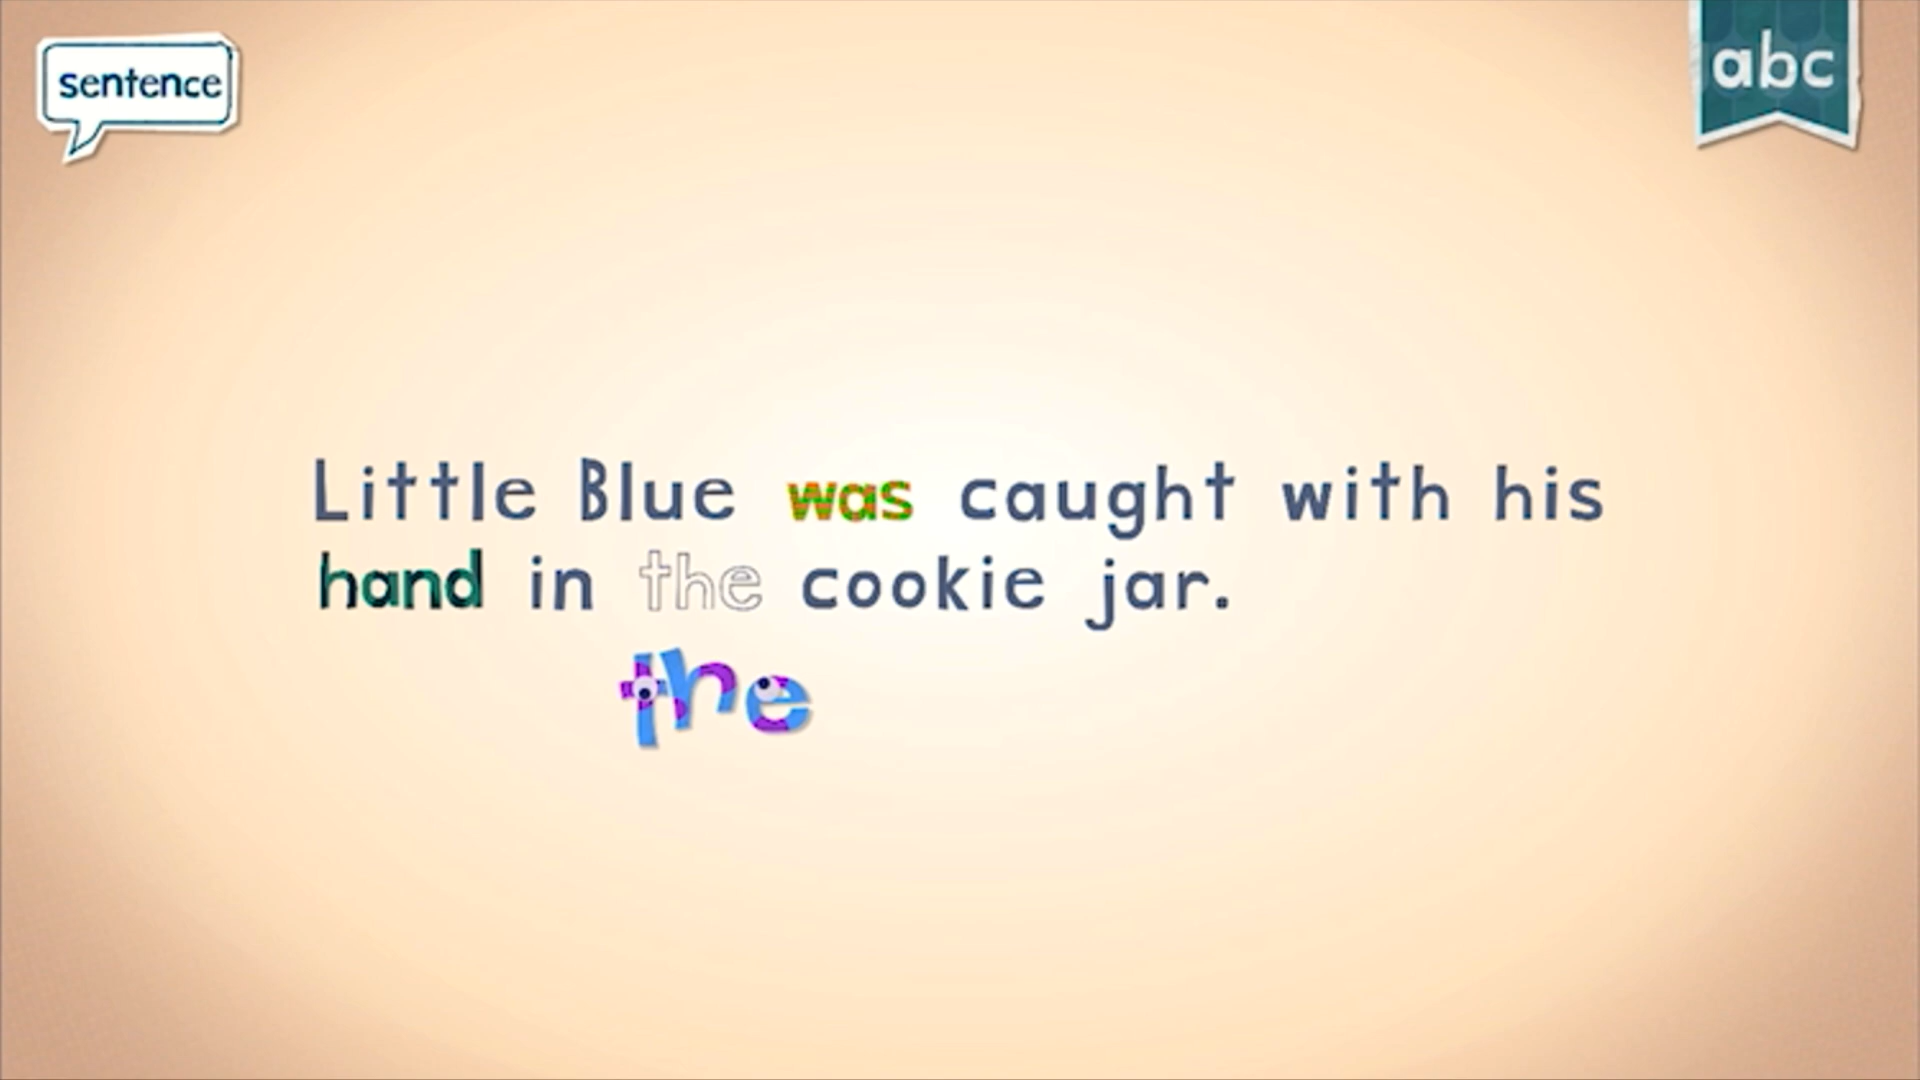 sentence
abc
Little Blue was caught with his
hand in the cookie jar.
the